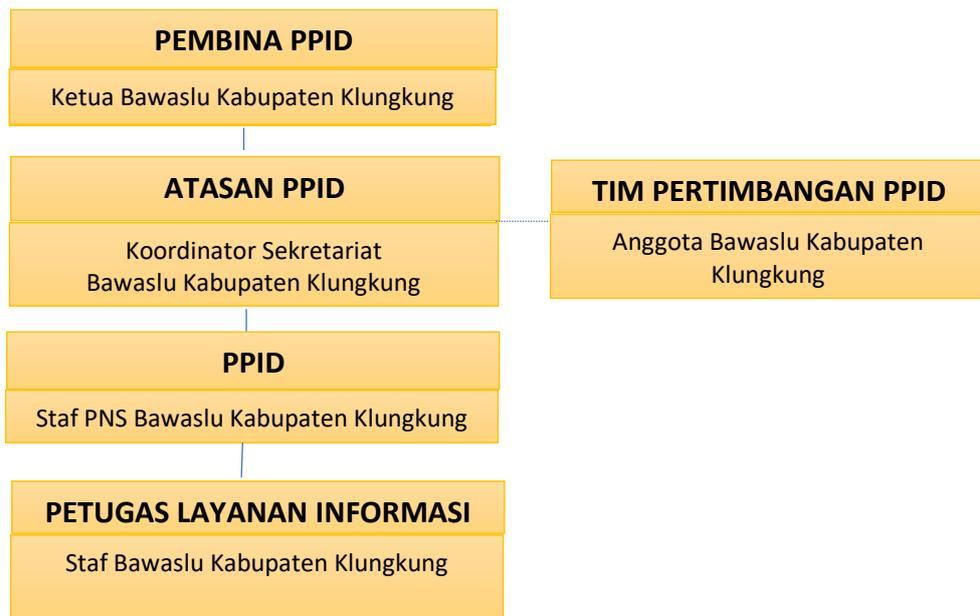 PEMBINA PPID
Ketua Bawaslu Kabupaten Klungkung
ATASAN PPID
Koordinator Sekretariat
Bawaslu Kabupaten Klungkung
TIM PERTIMBANGAN PPID
Anggota Bawaslu Kabupaten
Klungkung
PPID
Staf PNS Bawaslu Kabupaten Klungkung
PETUGAS LAYANAN INFORMASI
Staf Bawaslu Kabupaten Klungkung